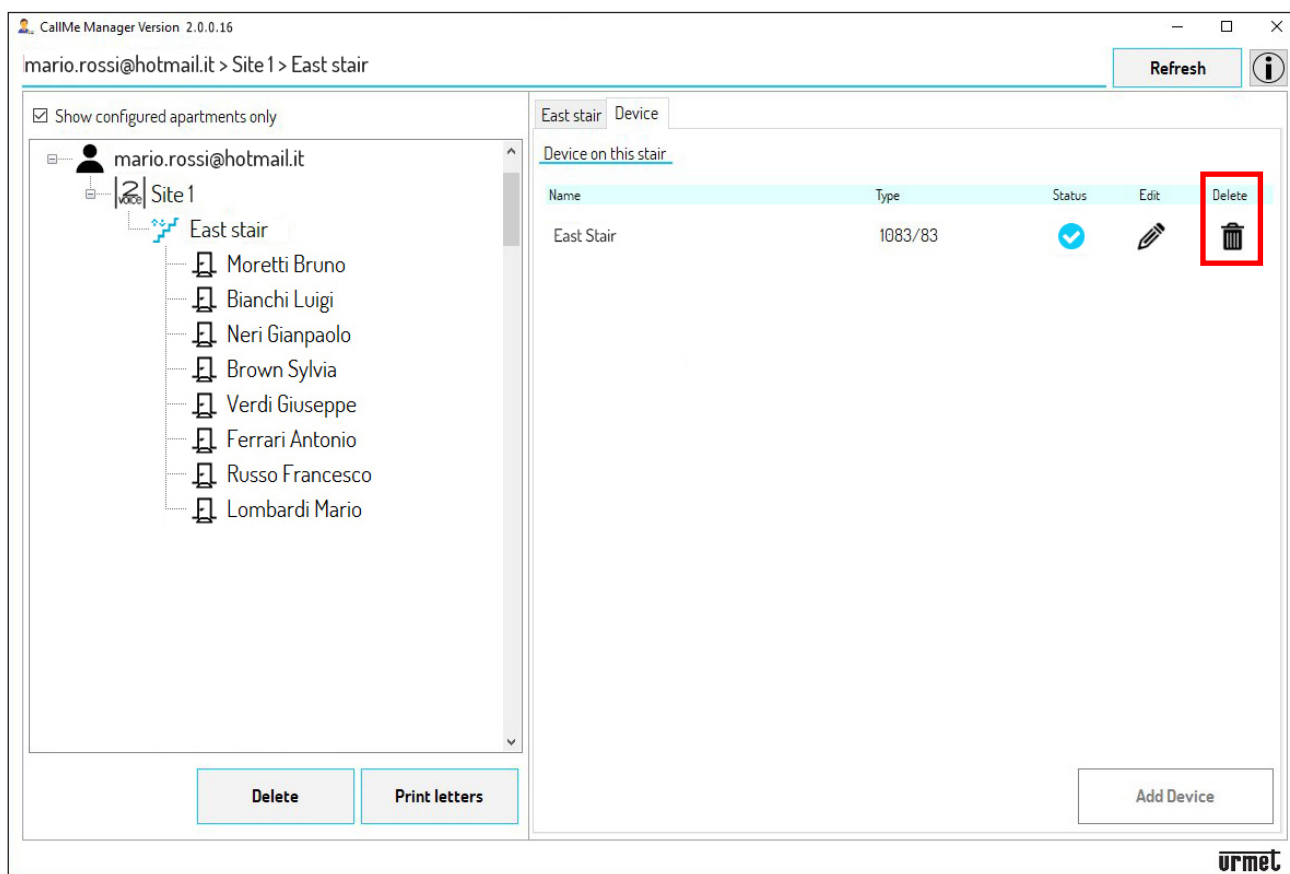 CallMe Manager Version 2.0.0.16
mario.rossi@hotmail.it > Site 1 > East stair
Refresh
i
Show configured apartments only
mario.rossi@hotmail.it
2 VOICE
Site 1
East stair
Moretti Bruno
Bianchi Luigi
Neri Gianpaolo
Brown Sylvia
Verdi Giuseppe
Ferrari Antonio
Russo Francesco
Lombardi Mario
Delete
Print letters
East stair
Device
Device on this stair
Name Type Status Edit Delete
East Stair 1083/83
Add Device
urmet